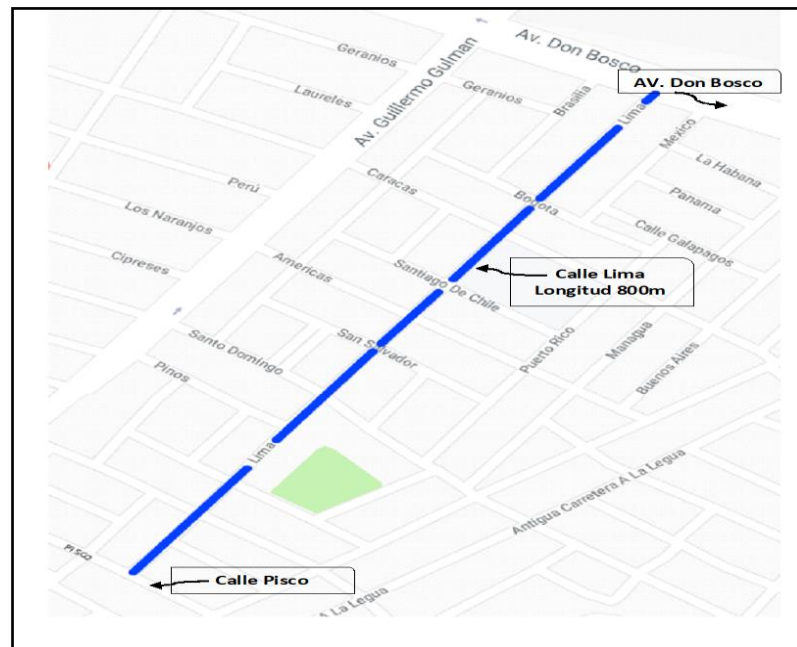 Av. Don Bosco
Geranios
Av. Guillermo Gulman
Geranios
AV. Don Bosco
Laureles
Brasilia
Lima
Mexico
La Habana
Perú
Caracas
Panama
Bogota
Los Naranjos
Calle Galapagos
Cipreses
Americas
Santiago De Chile
Calle Lima
Longitud 800m
Santo Domingo
San Salvador
Puerto Rico
Managua
Buenos Aires
Pinos
Lima
Antigua Carretera A La Legua
PISCO
Calle Pisco
A La Legua